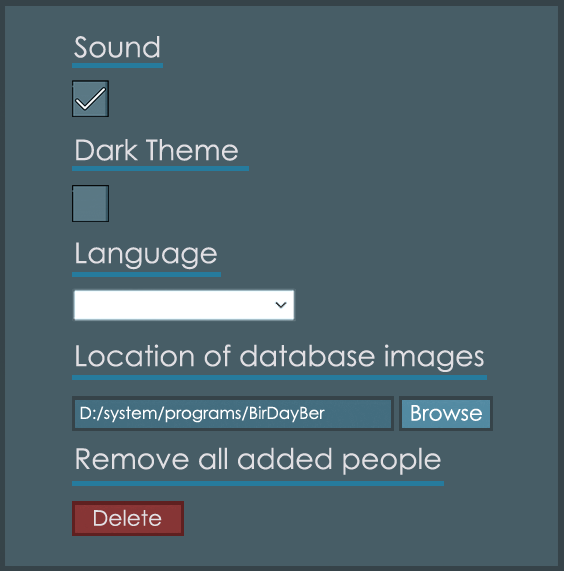 Sound
Dark Theme
Language
Location of database images
D:/system/programs/BirDayBer
Browse
Remove all added people
Delete